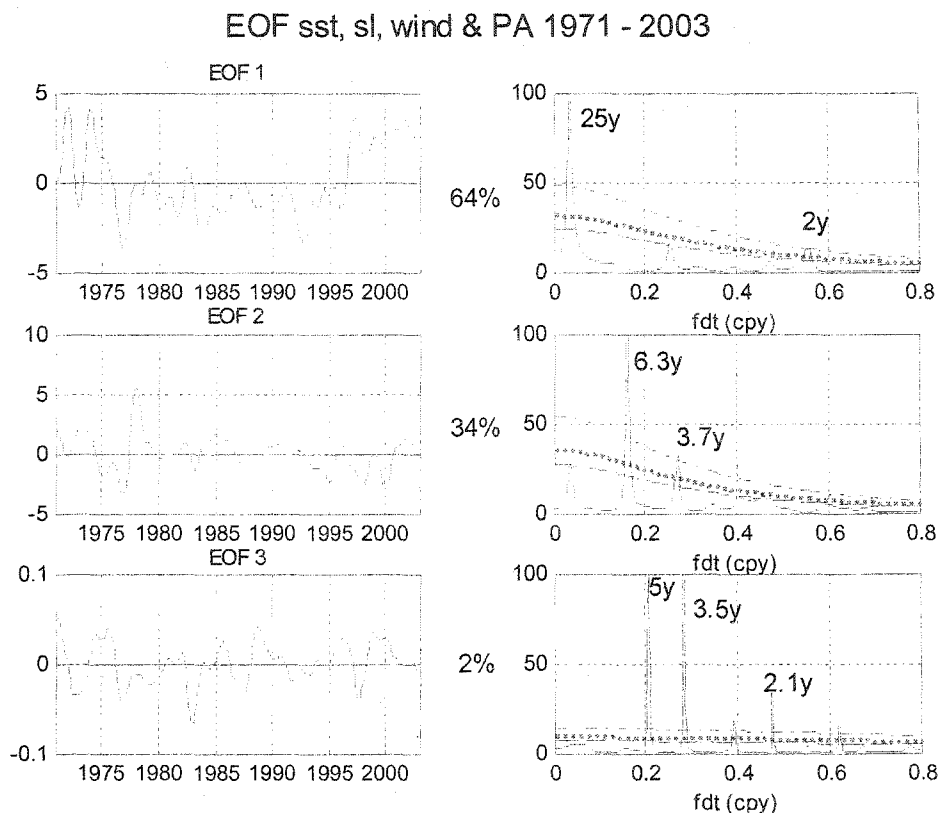 EOF sst, sl, wind & PA 1971 - 2003
EOF 1
5
0
-5
1975 1980 1985 1990 1995 2000
64%
100
50
0
25y
2y
0 0.2 0.4 0.6 0.8
fdt (cpy)
EOF 2
10
5
0
-5
1975 1980 1985 1990 1995 2000
34%
100
50
0
6.3y
3.7y
0 0.2 0.4 0.6 0.8
fdt (cpy)
EOF 3
0.1
0
-0.1
1975 1980 1985 1990 1995 2000
2%
100
50
0
5y
3.5y
2.1y
0 0.2 0.4 0.6 0.8
fdt (cpy)